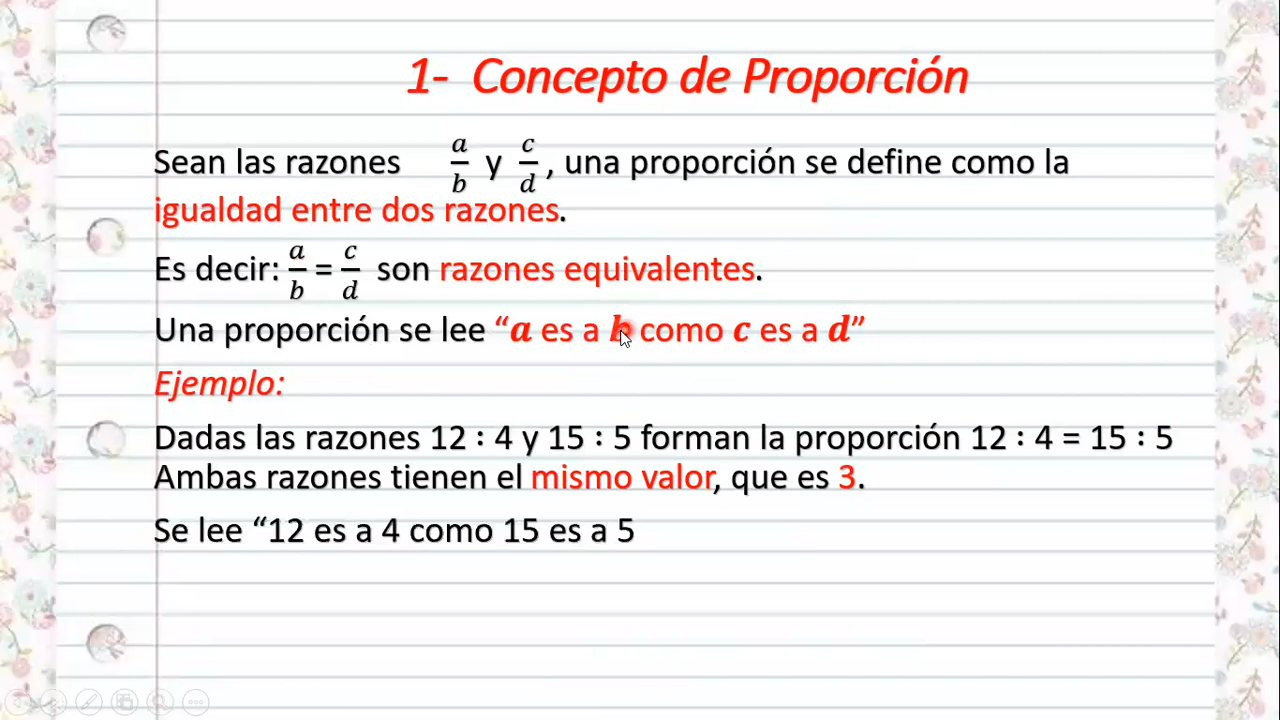 1- Concepto de Proporción
Sean las razones a/b y c/d , una proporción se define como la
igualdad entre dos razones.
Es decir: a/b = c/d son razones equivalentes.
Una proporción se lee “a es a b como c es a d”
Ejemplo:
Dadas las razones 12 : 4 y 15 : 5 forman la proporción 12 : 4 = 15 : 5
Ambas razones tienen el mismo valor, que es 3.
Se lee “12 es a 4 como 15 es a 5